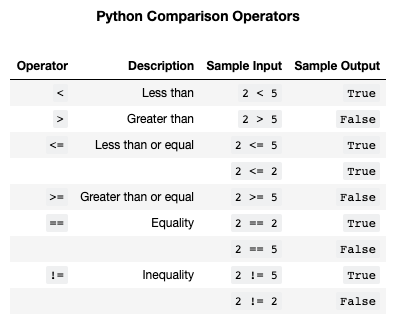 Python Comparison Operators
Operator Description Sample Input Sample Output
< Less than 2 < 5 True
> Greater than 2 > 5 False
<= Less than or equal 2 <= 5 True
2 <= 2 True
>= Greater than or equal 2 >= 5 False
== Equality 2 == 2 True
2 == 5 False
!= Inequality 2 != 5 True
2 != 2 False